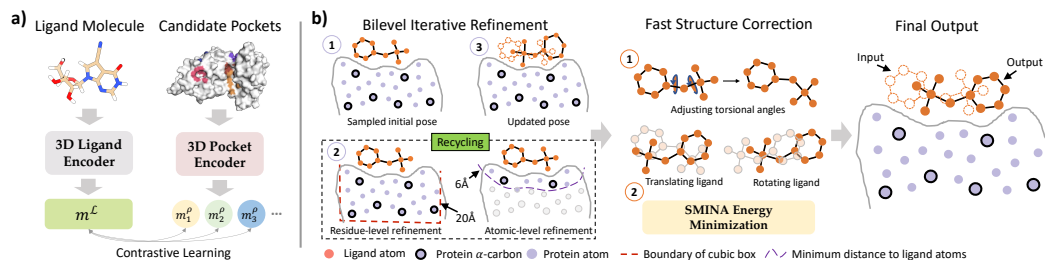 a)
Ligand Molecule
Candidate Pockets
3D Ligand
Encoder
3D Pocket
Encoder
m^ℒ
m_1^ρ
m_2^ρ
m_3^ρ
...
Contrastive Learning
b)
Bilevel Iterative Refinement
1
Sampled initial pose
3
Updated pose
Recycling
2
6Å
20Å
Residue-level refinement
Atomic-level refinement
Fast Structure Correction
1
Adjusting torsional angles
Translating ligand
Rotating ligand
2
SMINA Energy
Minimization
Final Output
Input
Output
Ligand atom
Protein α-carbon
Protein atom
Boundary of cubic box
Minimum distance to ligand atoms